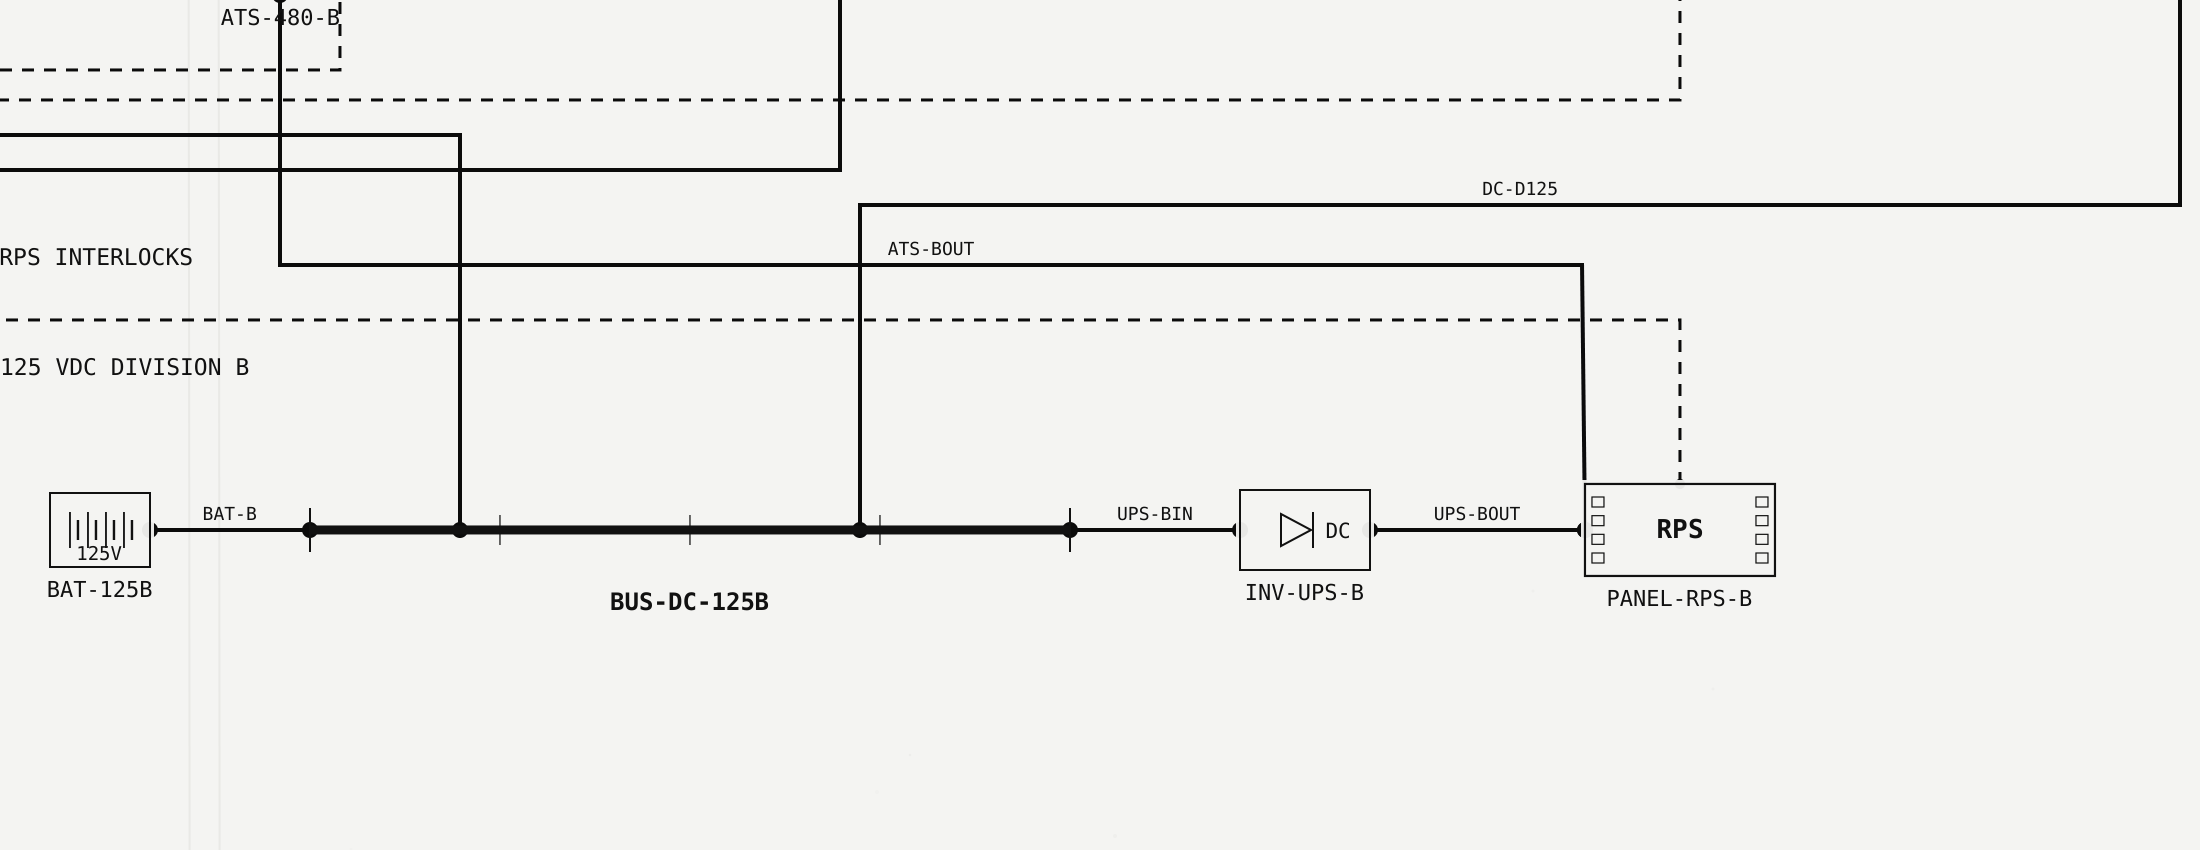 ATS-480-B
DC-D125
ATS-BOUT
RPS INTERLOCKS
125 VDC DIVISION B
BAT-B
UPS-BIN
UPS-BOUT
125V
DC
RPS
BAT-125B
BUS-DC-125B
INV-UPS-B
PANEL-RPS-B